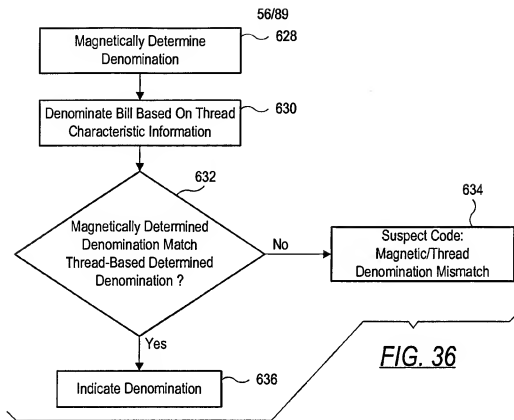 56/89
Magnetically Determine
Denomination
628
Denominate Bill Based On Thread
Characteristic Information
630
632
Magnetically Determined
Denomination Match
Thread-Based Determined
Denomination ?
No
634
Suspect Code:
Magnetic/Thread
Denomination Mismatch
Yes
Indicate Denomination
636
FIG. 36